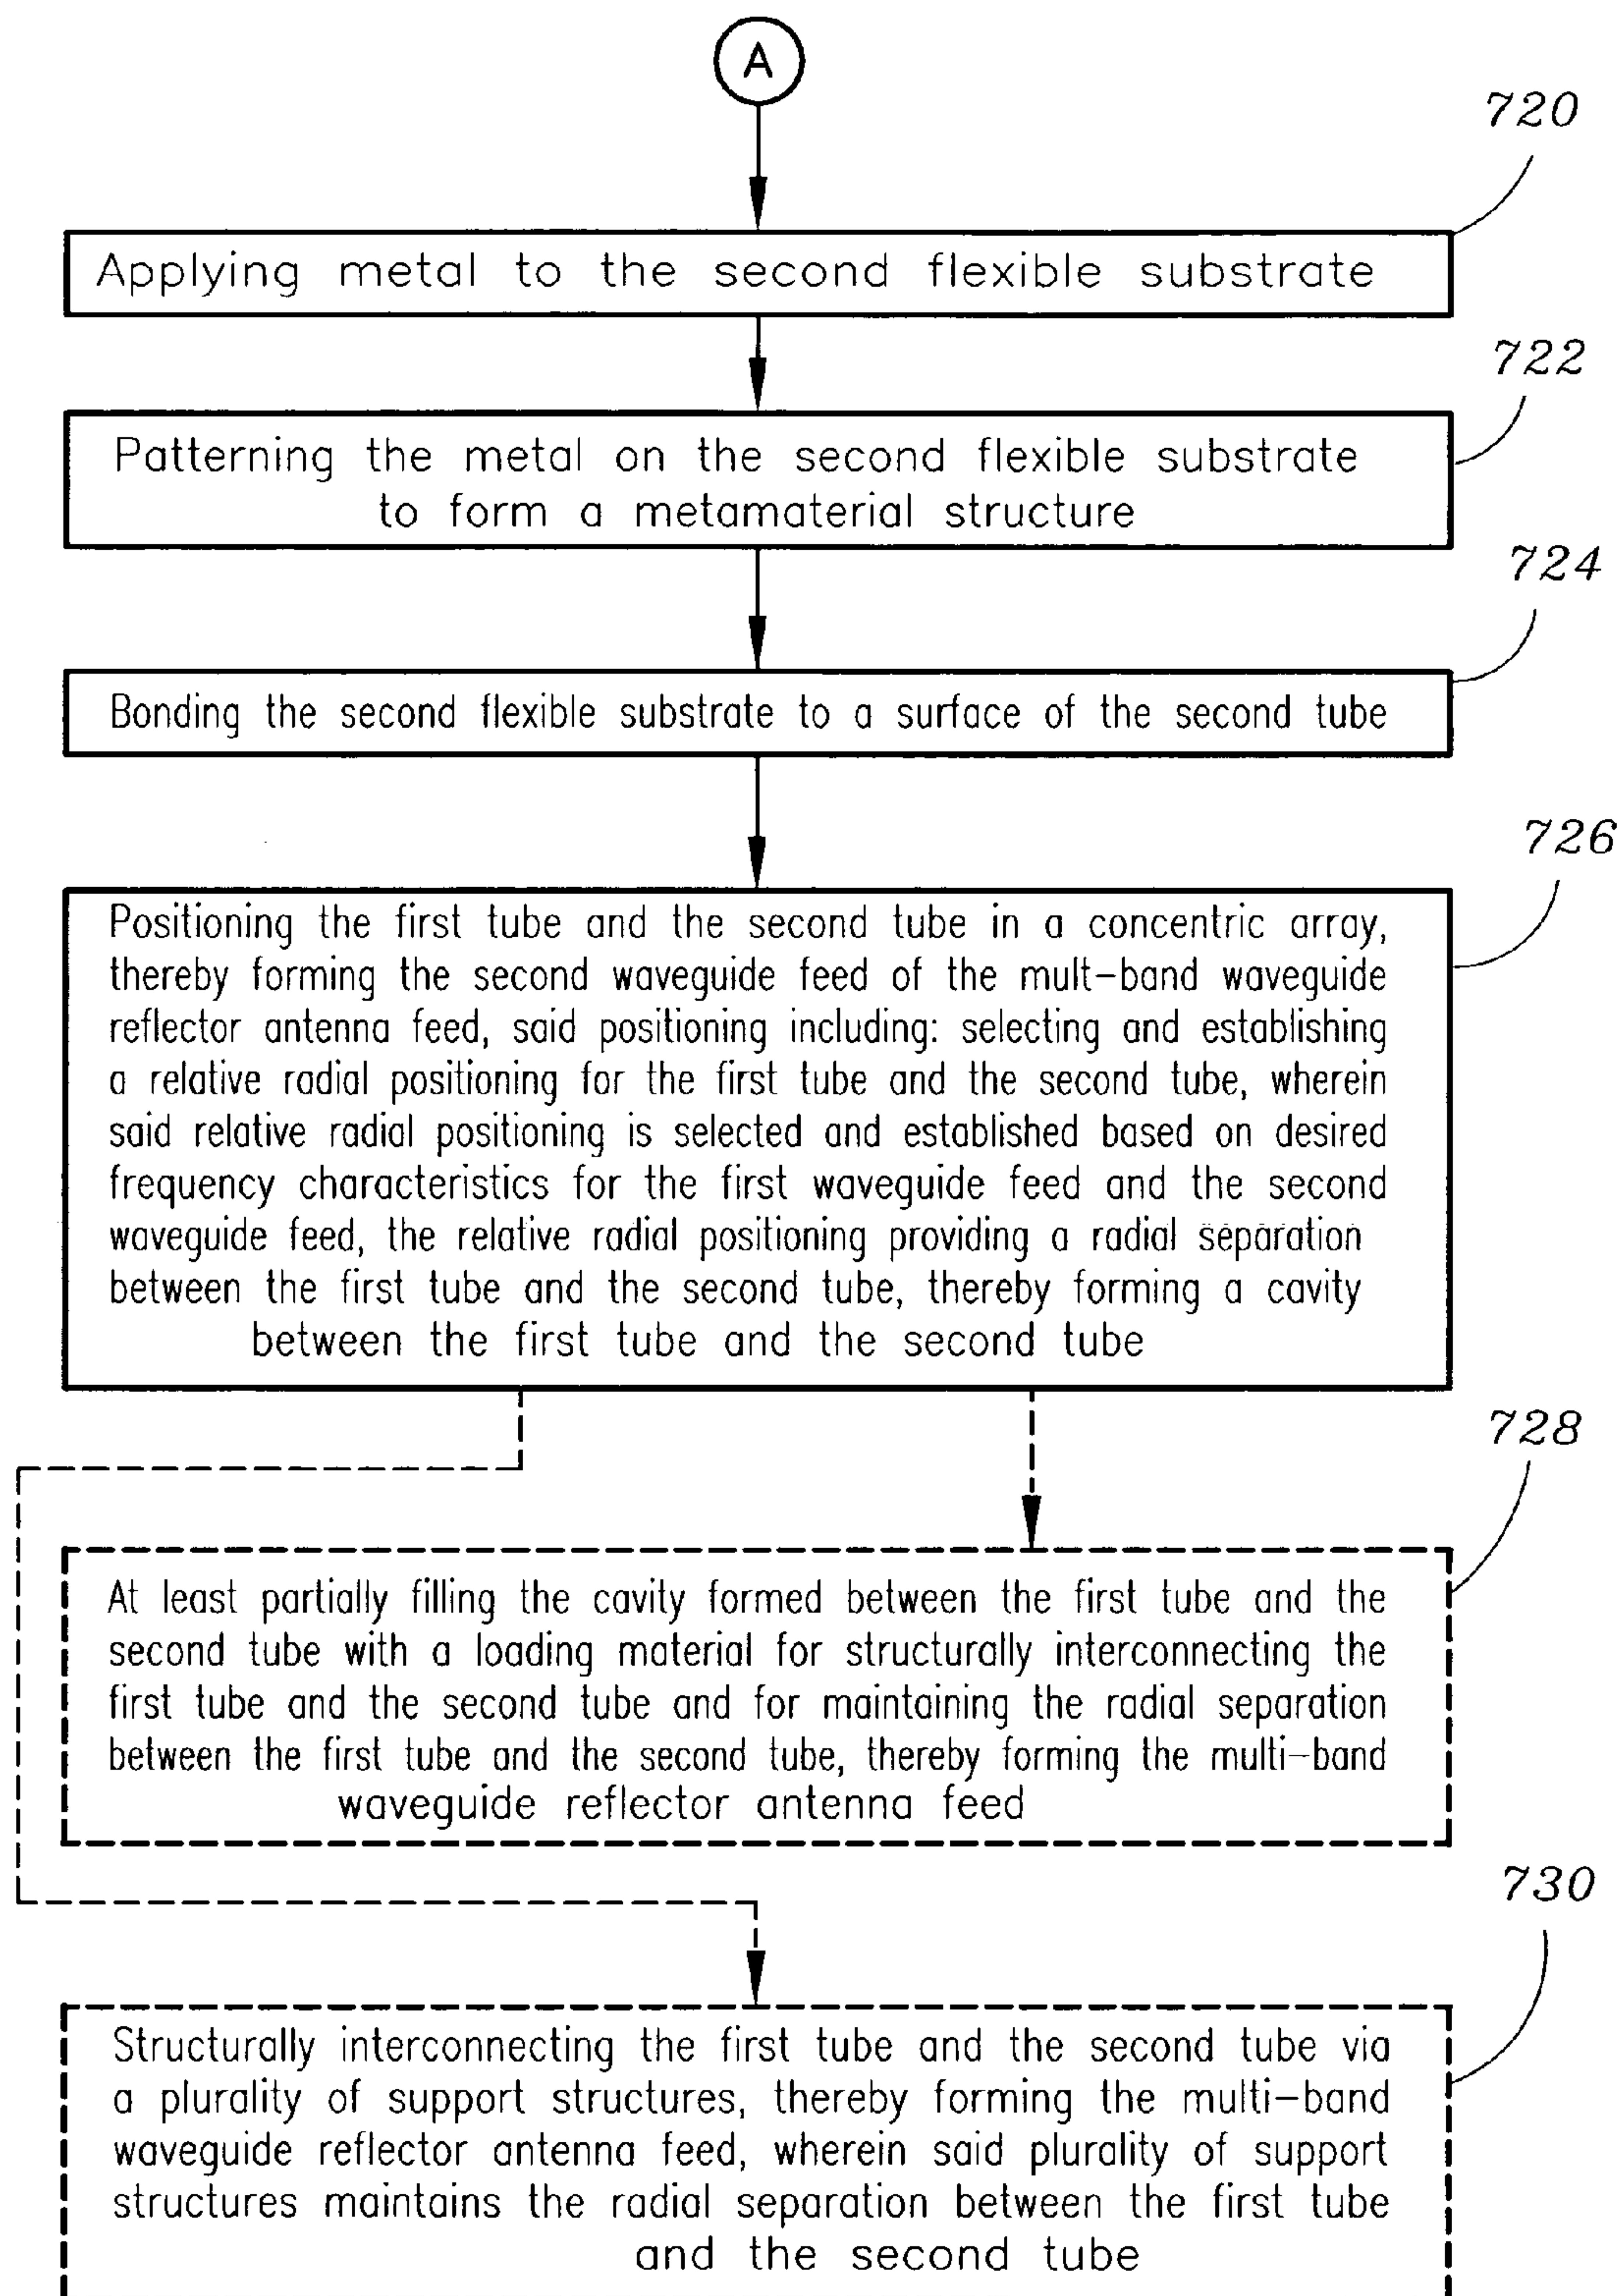 A
720
Applying metal to the second flexible substrate
722
Patterning the metal on the second flexible substrate
to form a metamaterial structure
724
Bonding the second flexible substrate to a surface of the second tube
726
Positioning the first tube and the second tube in a concentric array,
thereby forming the second waveguide feed of the mult-band waveguide
reflector antenna feed, said positioning including: selecting and establishing
a relative radial positioning for the first tube and the second tube, wherein
said relative radial positioning is selected and established based on desired
frequency characteristics for the first waveguide feed and the second
waveguide feed, the relative radial positioning providing a radial separation
between the first tube and the second tube, thereby forming a cavity
between the first tube and the second tube
728
At least partially filling the cavity formed between the first tube and the
second tube with a loading material for structurally interconnecting the
first tube and the second tube and for maintaining the radial separation
between the first tube and the second tube, thereby forming the multi-band
waveguide reflector antenna feed
730
Structurally interconnecting the first tube and the second tube via
a plurality of support structures, thereby forming the multi-band
waveguide reflector antenna feed, wherein said plurality of support
structures maintains the radial separation between the first tube
and the second tube